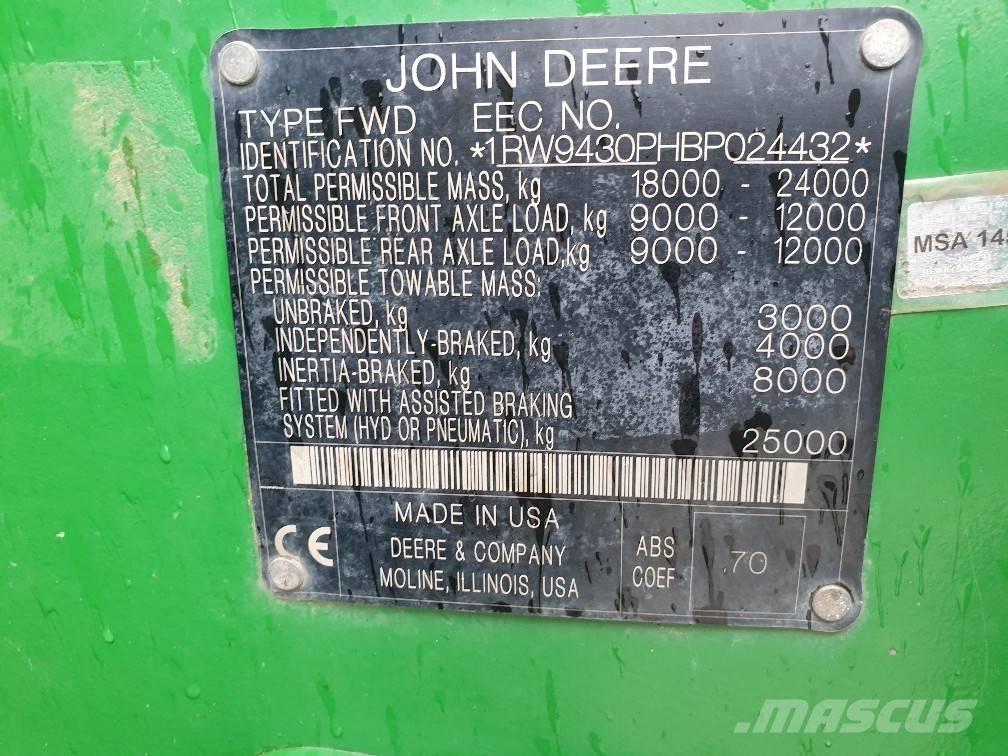 JOHN DEERE
TYPE FWD EEC NO.
IDENTIFICATION NO. *1RW9430PHBP024432*
TOTAL PERMISSIBLE MASS, kg 18000 - 24000
PERMISSIBLE FRONT AXLE LOAD, kg 9000 - 12000
PERMISSIBLE REAR AXLE LOAD,kg 9000 - 12000
PERMISSIBLE TOWABLE MASS:
UNBRAKED, kg 3000
INDEPENDENTLY-BRAKED, kg 4000
INERTIA-BRAKED, kg 8000
FITTED WITH ASSISTED BRAKING
SYSTEM (HYD OR PNEUMATIC), kg 25000
MADE IN USA
CE
DEERE & COMPANY
MOLINE, ILLINOIS, USA
ABS
COEF
.70
MSA
MASCUS